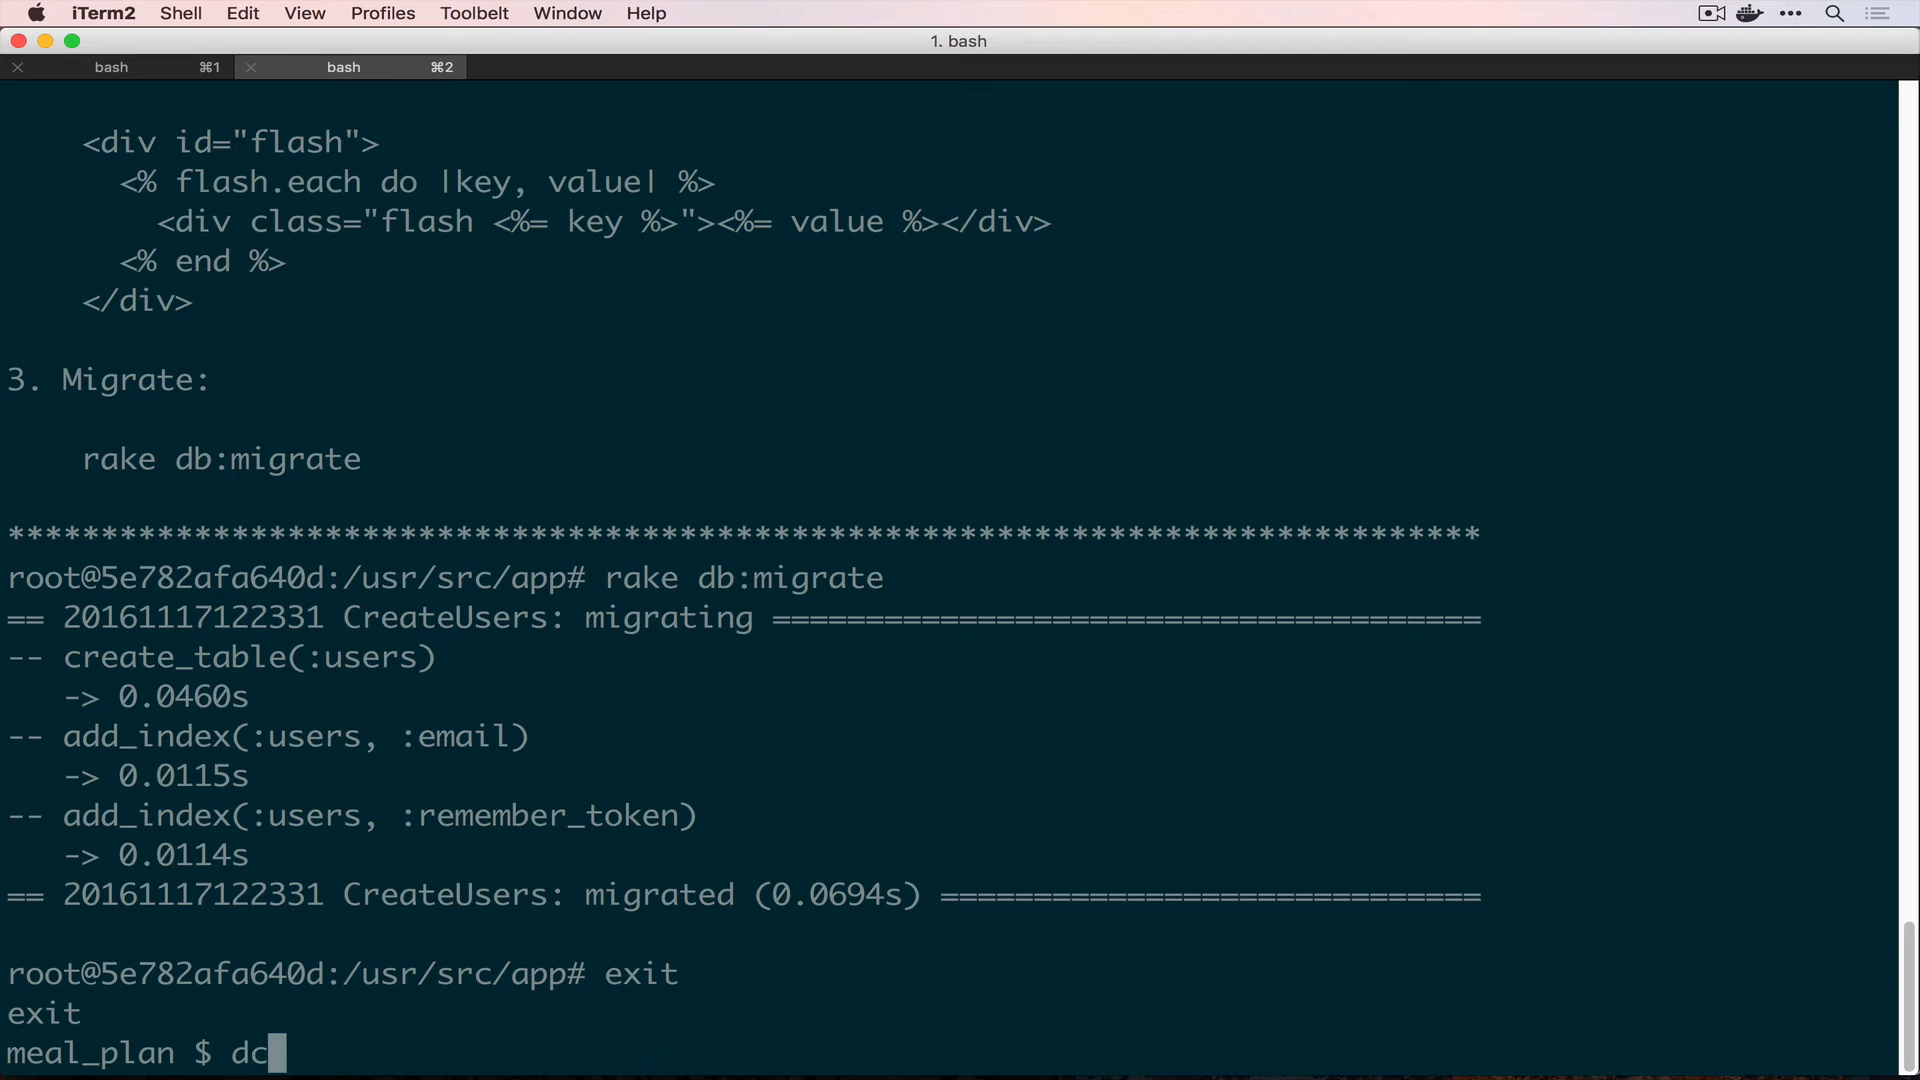 iTerm2 Shell Edit View Profiles Toolbelt Window Help
1. bash
bash ⌘1 bash ⌘2
<div id="flash">
<% flash.each do |key, value| %>
<div class="flash <%= key %>"><%= value %></div>
<% end %>
</div>
3. Migrate:
rake db:migrate
*******************************************************************************
root@5e782afa640d:/usr/src/app# rake db:migrate
== 20161117122331 CreateUsers: migrating ======================================
-- create_table(:users)
-> 0.0460s
-- add_index(:users, :email)
-> 0.0115s
-- add_index(:users, :remember_token)
-> 0.0114s
== 20161117122331 CreateUsers: migrated (0.0694s) =============================
root@5e782afa640d:/usr/src/app# exit
exit
meal_plan $ dc